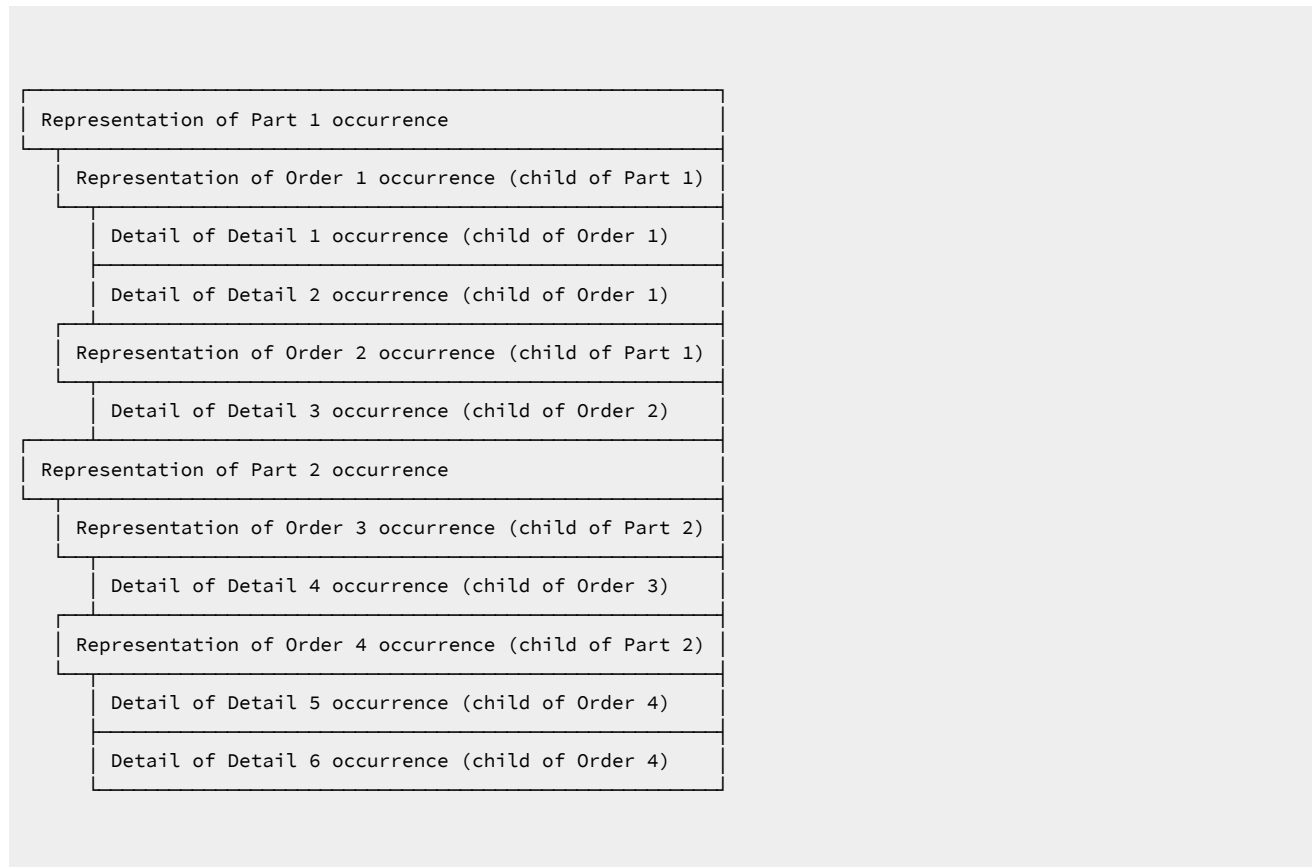 Representation of Part 1 occurrence
Representation of Order 1 occurrence (child of Part 1)
Detail of Detail 1 occurrence (child of Order 1)
Detail of Detail 2 occurrence (child of Order 1)
Representation of Order 2 occurrence (child of Part 1)
Detail of Detail 3 occurrence (child of Order 2)
Representation of Part 2 occurrence
Representation of Order 3 occurrence (child of Part 2)
Detail of Detail 4 occurrence (child of Order 3)
Representation of Order 4 occurrence (child of Part 2)
Detail of Detail 5 occurrence (child of Order 4)
Detail of Detail 6 occurrence (child of Order 4)